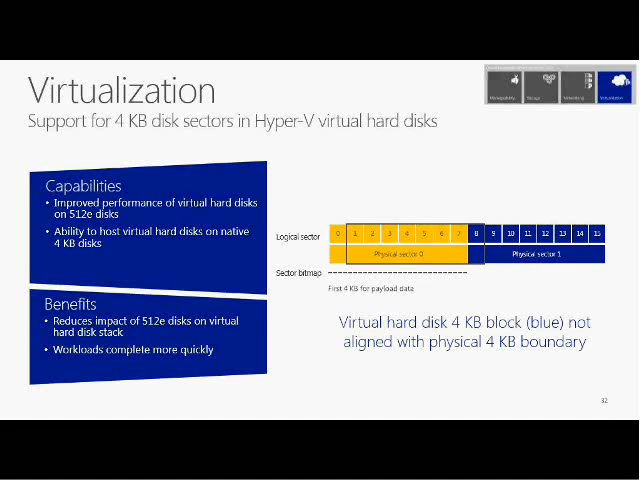 Virtualization
Support for 4 KB disk sectors in Hyper-V virtual hard disks
Manageability
Storage
Networking
Virtualization
Capabilities
• Improved performance of virtual hard disks
on 512e disks
• Ability to host virtual hard disks on native
4 KB disks
Benefits
• Reduces impact of 512e disks on virtual
hard disk stack
• Workloads complete more quickly
Logical sector
0 1 2 3 4 5 6 7 8 9 10 11 12 13 14 15
Physical sector 0 Physical sector 1
Sector bitmap
First 4 KB for payload data
Virtual hard disk 4 KB block (blue) not
aligned with physical 4 KB boundary
32